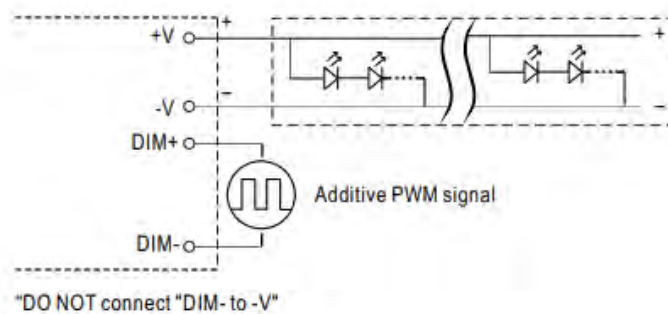 +
+V
+
-V
–
–
DIM+
Additive PWM signal
DIM-
"DO NOT connect "DIM- to -V"